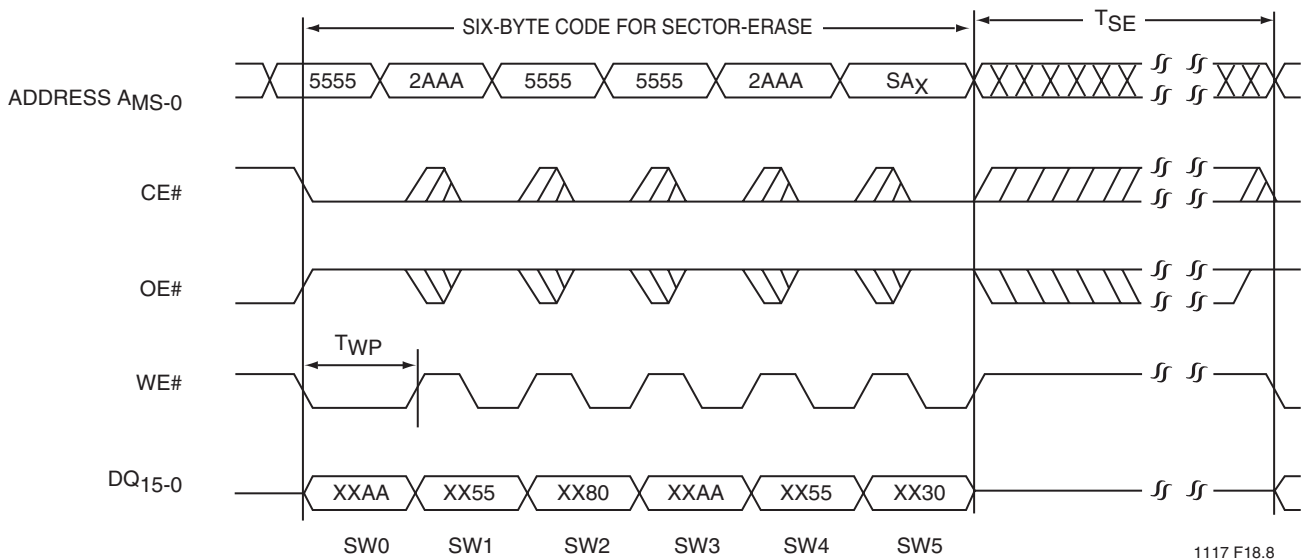 SIX-BYTE CODE FOR SECTOR-ERASE TSE
ADDRESS AMS-0 5555 2AAA 5555 5555 2AAA SAX
CE#
OE#
TWP
WE#
DQ15-0 XXAA XX55 XX80 XXAA XX55 XX30
SW0 SW1 SW2 SW3 SW4 SW5
1117 F18.8